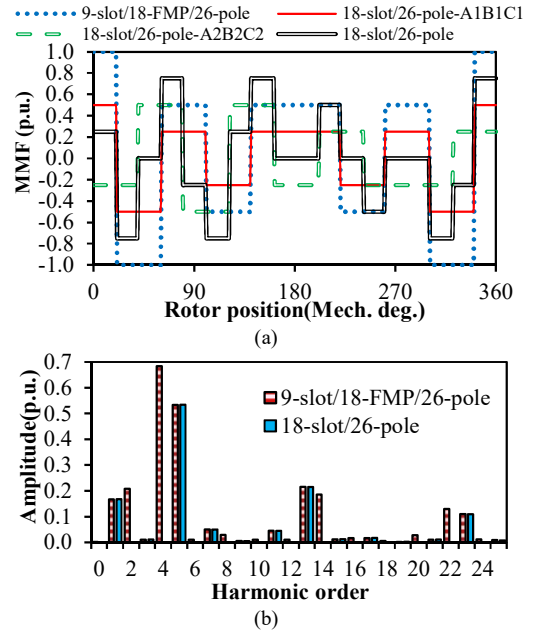 9-slot/18-FMP/26-pole 18-slot/26-pole-A1B1C1
18-slot/26-pole-A2B2C2 18-slot/26-pole
1.0
0.8
0.6
0.4
0.2
0.0
-0.2
-0.4
-0.6
-0.8
-1.0
MMF (p.u.)
0 90 180 270 360
Rotor position(Mech. deg.)
(a)
0.7
0.6
0.5
0.4
0.3
0.2
0.1
0.0
Amplitude(p.u.)
9-slot/18-FMP/26-pole
18-slot/26-pole
0 2 4 6 8 10 12 14 16 18 20 22 24
Harmonic order
(b)